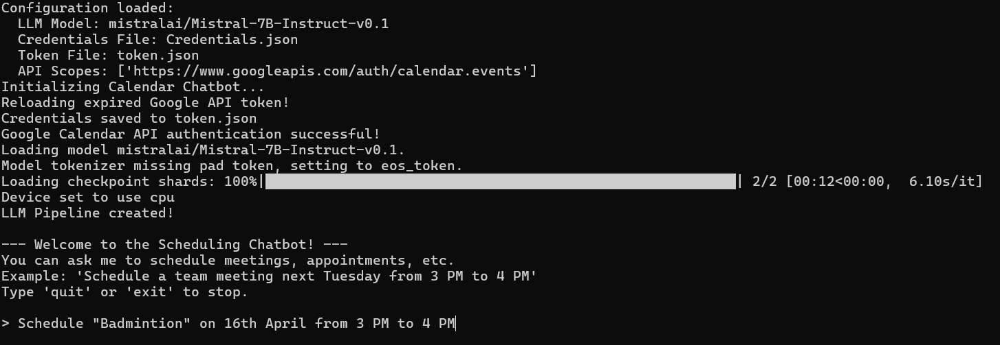 Configuration loaded:
  LLM Model: mistralai/Mistral-7B-Instruct-v0.1
  Credentials File: Credentials.json
  Token File: token.json
  API Scopes: ['https://www.googleapis.com/auth/calendar.events']
Initializing Calendar Chatbot...
Reloading expired Google API token!
Credentials saved to token.json
Google Calendar API authentication successful!
Loading model mistralai/Mistral-7B-Instruct-v0.1.
Model tokenizer missing pad token, setting to eos_token.
Loading checkpoint shards: 100%|█████████████████████████████████████████████████████████| 2/2 [00:12<00:00,  6.10s/it]
Device set to use cpu
LLM Pipeline created!

--- Welcome to the Scheduling Chatbot! ---
You can ask me to schedule meetings, appointments, etc.
Example: 'Schedule a team meeting next Tuesday from 3 PM to 4 PM'
Type 'quit' or 'exit' to stop.

> Schedule "Badmintion" on 16th April from 3 PM to 4 PM